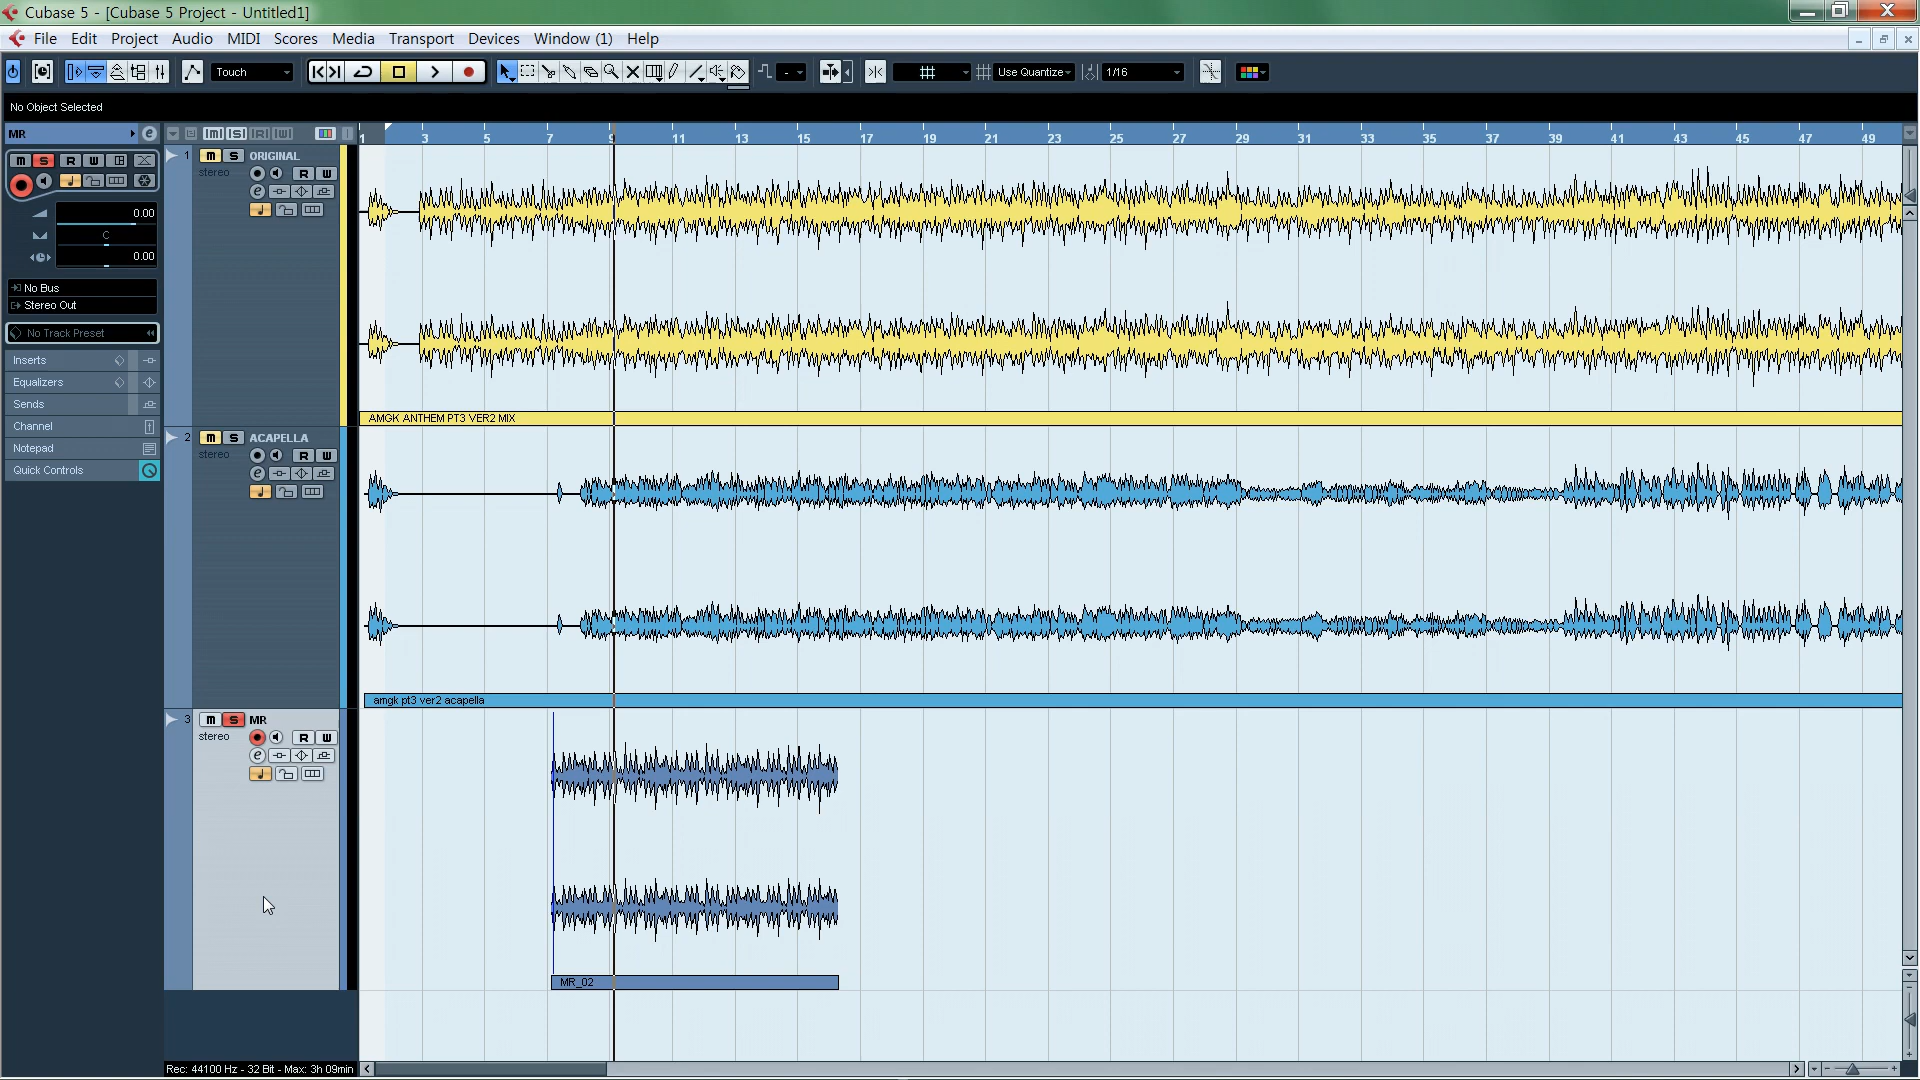 Cubase 5 - [Cubase 5 Project - Untitled1]
File Edit Project Audio MIDI Scores Media Transport Devices Window (1) Help
Touch
Use Quantize
1/16
No Object Selected
MR
m S R W
0.00
C
0.00
No Bus
Stereo Out
No Track Preset
Inserts
Equalizers
Sends
Channel
Notepad
Quick Controls
1 3 5 7 9 11 13 15 17 19 21 23 25 27 29 31 33 35 37 39 41 43 45 47 49
1 m S ORIGINAL
stereo
R W
e
AMGK ANTHEM PT3 VER2 MIX
2 m S ACAPELLA
stereo
R W
e
amgk pt3 ver2 acapella
3 m S MR
stereo
R W
e
MR_02
Rec: 44100 Hz - 32 Bit - Max: 3h 09min